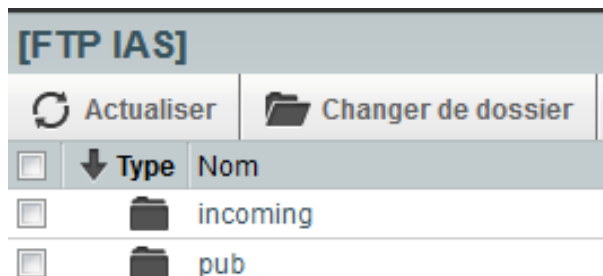 [FTP IAS]
Actualiser Changer de dossier
Type Nom
incoming
pub